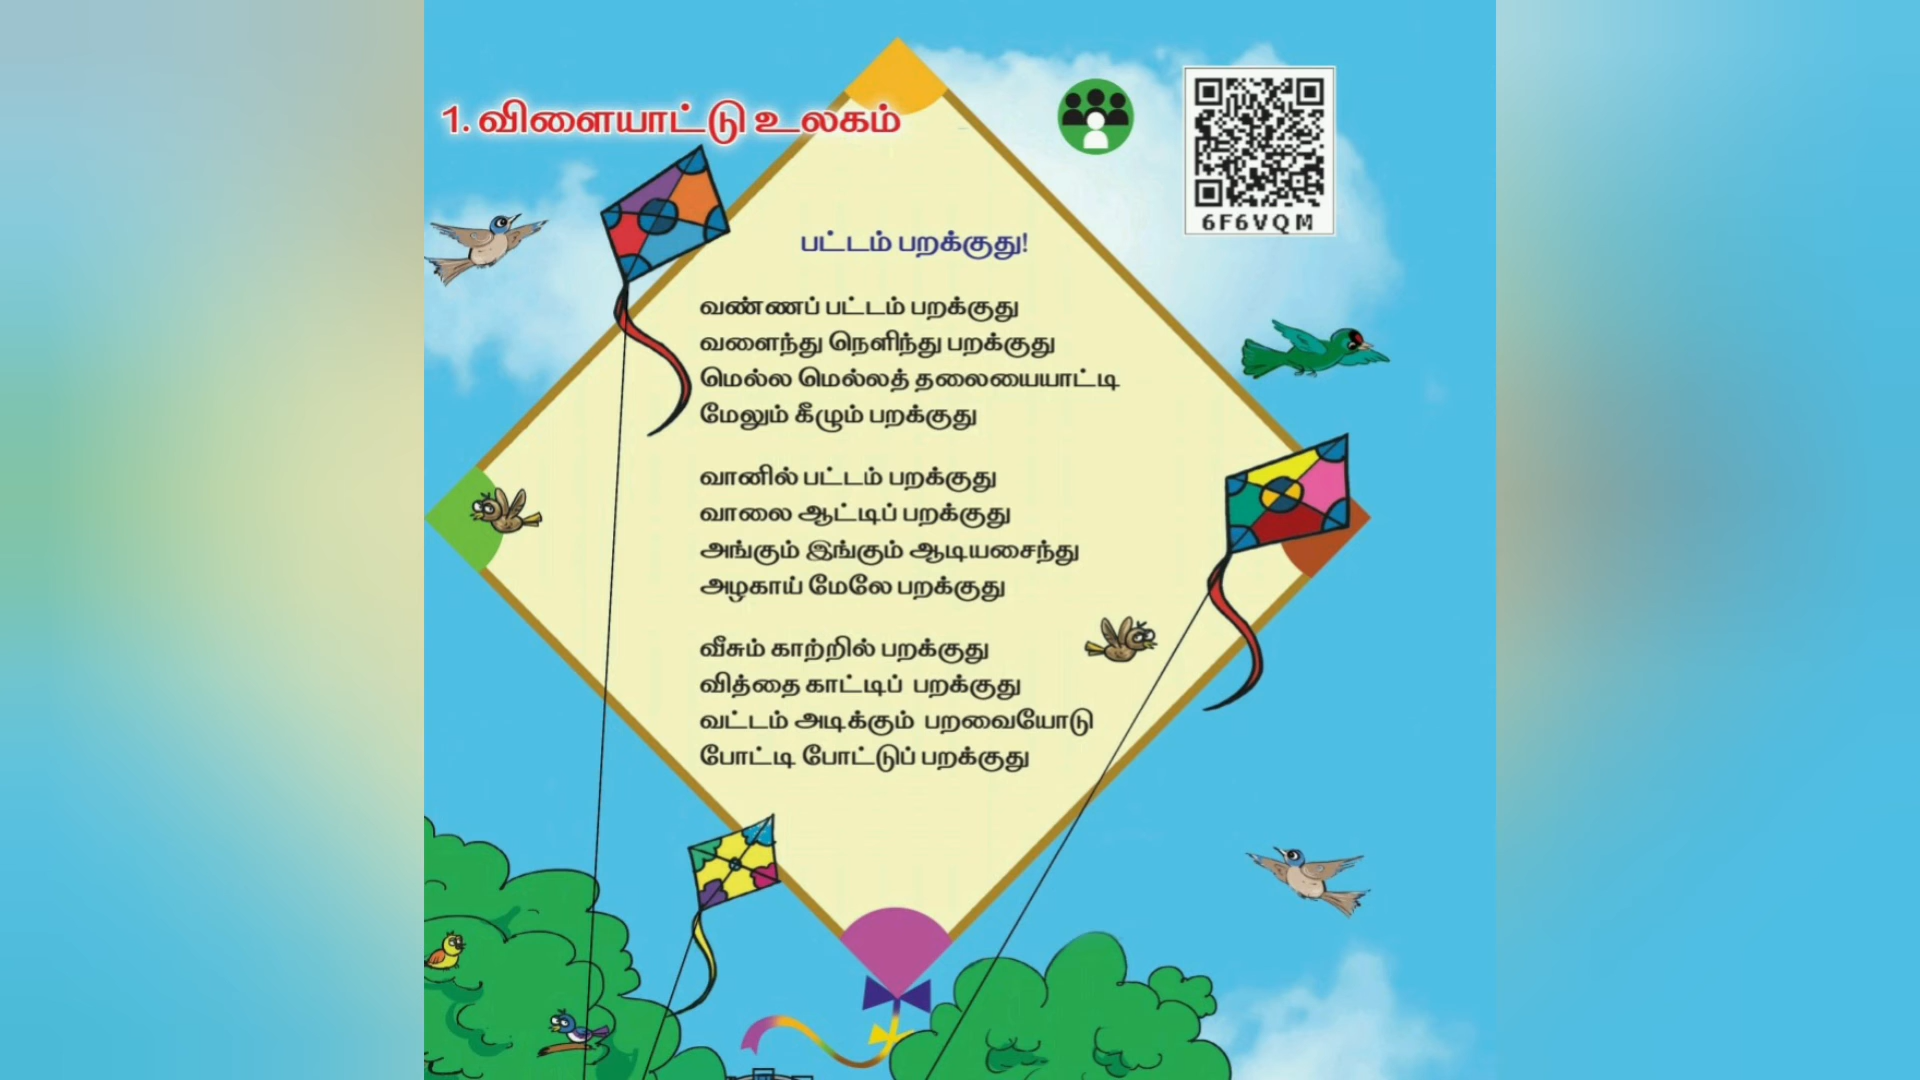 1. விளையாட்டு உலகம்
6F6VQM
பட்டம் பறக்குது!
வண்ணப் பட்டம் பறக்குது
வளைந்து நெளிந்து பறக்குது
மெல்ல மெல்லத் தலையையாட்டி
மேலும் கீழும் பறக்குது
வானில் பட்டம் பறக்குது
வாலை ஆட்டிப் பறக்குது
அங்கும் இங்கும் ஆடியசைந்து
அழகாய் மேலே பறக்குது
வீசும் காற்றில் பறக்குது
வித்தை காட்டிப் பறக்குது
வட்டம் அடிக்கும் பறவையோடு
போட்டி போட்டுப் பறக்குது